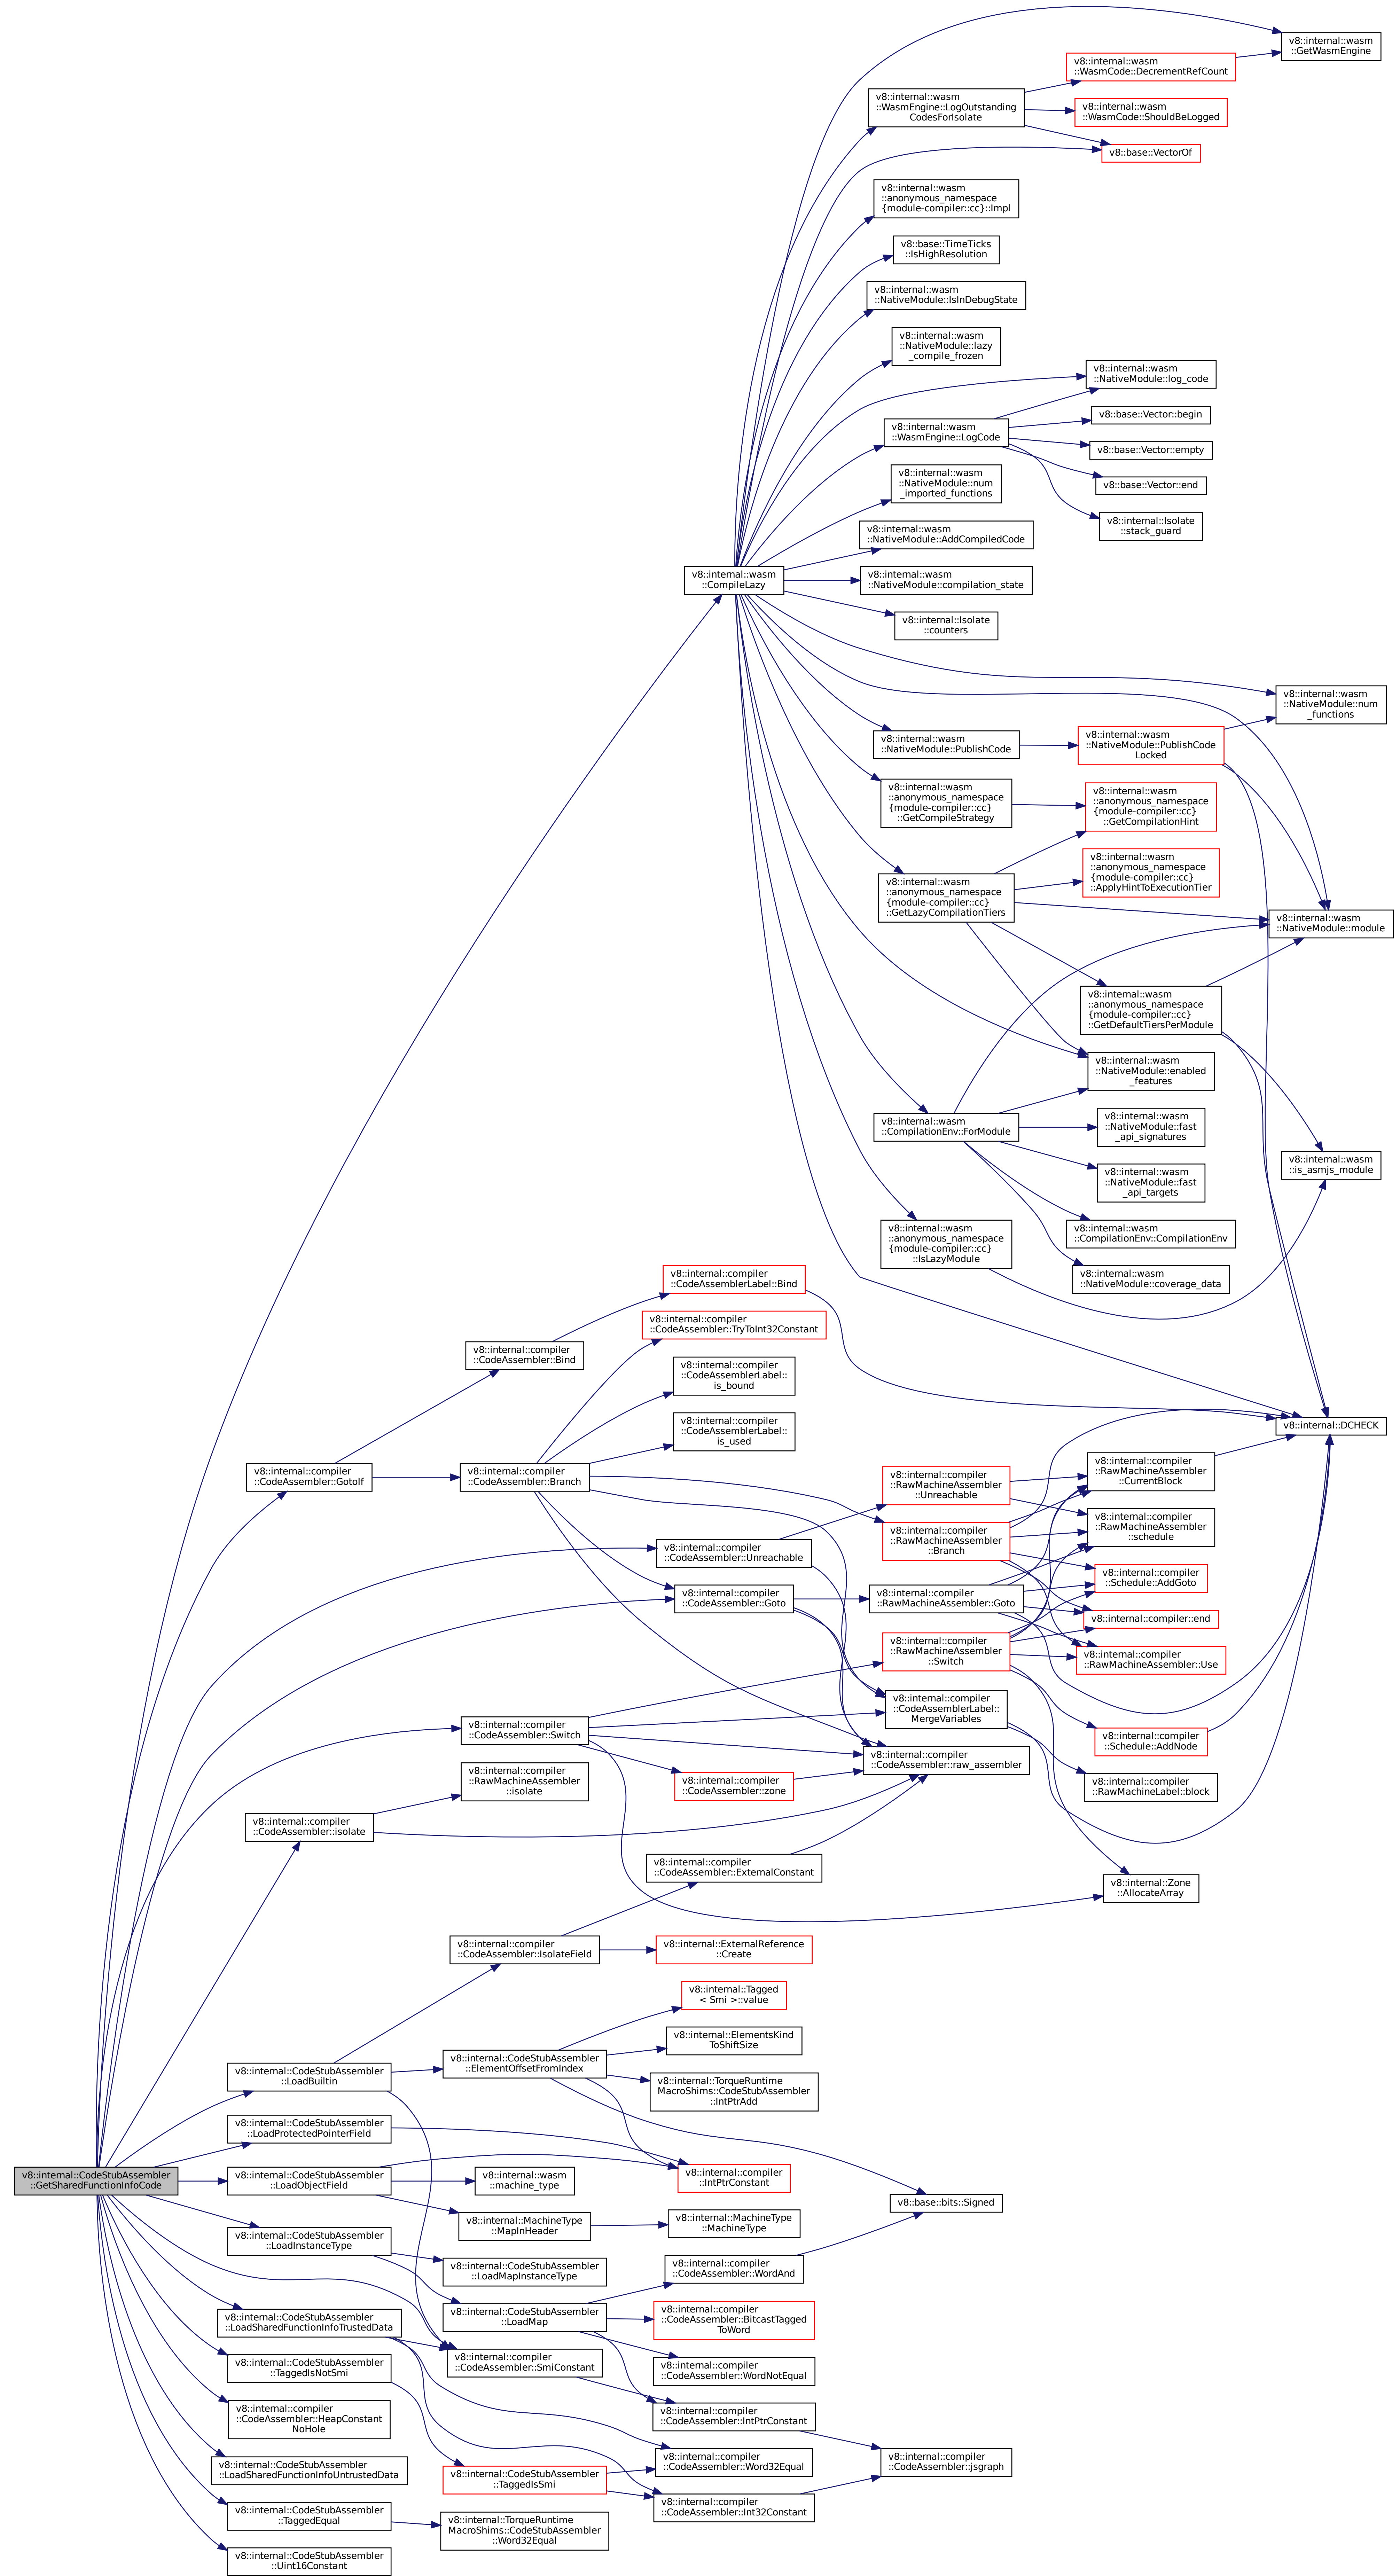 v8::internal::CodeStubAssembler
::GetSharedFunctionInfoCode
v8::internal::wasm
::CompileLazy
v8::internal::wasm
::GetWasmEngine
v8::internal::wasm
::WasmEngine::LogOutstanding
CodesForIsolate
v8::internal::wasm
::WasmCode::DecrementRefCount
v8::internal::wasm
::WasmCode::ShouldBeLogged
v8::base::VectorOf
v8::internal::wasm
::anonymous_namespace
{module-compiler::cc}::Impl
v8::base::TimeTicks
::IsHighResolution
v8::internal::wasm
::NativeModule::IsInDebugState
v8::internal::wasm
::NativeModule::lazy
_compile_frozen
v8::internal::wasm
::NativeModule::log_code
v8::internal::wasm
::WasmEngine::LogCode
v8::base::Vector::begin
v8::base::Vector::empty
v8::base::Vector::end
v8::internal::Isolate
::stack_guard
v8::internal::wasm
::NativeModule::num
_imported_functions
v8::internal::wasm
::NativeModule::AddCompiledCode
v8::internal::wasm
::NativeModule::compilation_state
v8::internal::Isolate
::counters
v8::internal::wasm
::NativeModule::num
_functions
v8::internal::wasm
::NativeModule::PublishCode
v8::internal::wasm
::NativeModule::PublishCode
Locked
v8::internal::wasm
::anonymous_namespace
{module-compiler::cc}
::GetCompileStrategy
v8::internal::wasm
::anonymous_namespace
{module-compiler::cc}
::GetCompilationHint
v8::internal::wasm
::anonymous_namespace
{module-compiler::cc}
::GetLazyCompilationTiers
v8::internal::wasm
::anonymous_namespace
{module-compiler::cc}
::ApplyHintToExecutionTier
v8::internal::wasm
::NativeModule::module
v8::internal::wasm
::anonymous_namespace
{module-compiler::cc}
::GetDefaultTiersPerModule
v8::internal::wasm
::NativeModule::enabled
_features
v8::internal::wasm
::CompilationEnv::ForModule
v8::internal::wasm
::NativeModule::fast
_api_signatures
v8::internal::wasm
::NativeModule::fast
_api_targets
v8::internal::wasm
::is_asmjs_module
v8::internal::wasm
::CompilationEnv::CompilationEnv
v8::internal::wasm
::NativeModule::coverage_data
v8::internal::wasm
::anonymous_namespace
{module-compiler::cc}
::IsLazyModule
v8::internal::DCHECK
v8::internal::compiler
::CodeAssemblerLabel::Bind
v8::internal::compiler
::CodeAssembler::TryToInt32Constant
v8::internal::compiler
::CodeAssembler::Bind
v8::internal::compiler
::CodeAssemblerLabel::
is_bound
v8::internal::compiler
::CodeAssemblerLabel::
is_used
v8::internal::compiler
::CodeAssembler::GotoIf
v8::internal::compiler
::CodeAssembler::Branch
v8::internal::compiler
::RawMachineAssembler
::Unreachable
v8::internal::compiler
::RawMachineAssembler
::CurrentBlock
v8::internal::compiler
::RawMachineAssembler
::schedule
v8::internal::compiler
::RawMachineAssembler
::Branch
v8::internal::compiler
::CodeAssembler::Unreachable
v8::internal::compiler
::Schedule::AddGoto
v8::internal::compiler
::CodeAssembler::Goto
v8::internal::compiler
::RawMachineAssembler::Goto
v8::internal::compiler::end
v8::internal::compiler
::RawMachineAssembler
::Switch
v8::internal::compiler
::RawMachineAssembler::Use
v8::internal::compiler
::CodeAssemblerLabel::
MergeVariables
v8::internal::compiler
::CodeAssembler::Switch
v8::internal::compiler
::Schedule::AddNode
v8::internal::compiler
::CodeAssembler::raw_assembler
v8::internal::compiler
::RawMachineAssembler
::isolate
v8::internal::compiler
::CodeAssembler::zone
v8::internal::compiler
::RawMachineLabel::block
v8::internal::compiler
::CodeAssembler::isolate
v8::internal::compiler
::CodeAssembler::ExternalConstant
v8::internal::Zone
::AllocateArray
v8::internal::compiler
::CodeAssembler::IsolateField
v8::internal::ExternalReference
::Create
v8::internal::Tagged
< Smi >::value
v8::internal::ElementsKind
ToShiftSize
v8::internal::CodeStubAssembler
::LoadBuiltin
v8::internal::CodeStubAssembler
::ElementOffsetFromIndex
v8::internal::TorqueRuntime
MacroShims::CodeStubAssembler
::IntPtrAdd
v8::internal::CodeStubAssembler
::LoadProtectedPointerField
v8::internal::CodeStubAssembler
::LoadObjectField
v8::internal::wasm
::machine_type
v8::internal::compiler
::IntPtrConstant
v8::internal::MachineType
::MapInHeader
v8::internal::MachineType
::MachineType
v8::base::bits::Signed
v8::internal::CodeStubAssembler
::LoadInstanceType
v8::internal::CodeStubAssembler
::LoadMapInstanceType
v8::internal::compiler
::CodeAssembler::WordAnd
v8::internal::CodeStubAssembler
::LoadSharedFunctionInfoTrustedData
v8::internal::CodeStubAssembler
::LoadMap
v8::internal::compiler
::CodeAssembler::BitcastTagged
ToWord
v8::internal::CodeStubAssembler
::TaggedIsNotSmi
v8::internal::compiler
::CodeAssembler::SmiConstant
v8::internal::compiler
::CodeAssembler::WordNotEqual
v8::internal::compiler
::CodeAssembler::HeapConstant
NoHole
v8::internal::compiler
::CodeAssembler::IntPtrConstant
v8::internal::CodeStubAssembler
::LoadSharedFunctionInfoUntrustedData
v8::internal::CodeStubAssembler
::TaggedIsSmi
v8::internal::compiler
::CodeAssembler::Word32Equal
v8::internal::compiler
::CodeAssembler::jsgraph
v8::internal::compiler
::CodeAssembler::Int32Constant
v8::internal::CodeStubAssembler
::TaggedEqual
v8::internal::TorqueRuntime
MacroShims::CodeStubAssembler
::Word32Equal
v8::internal::CodeStubAssembler
::Uint16Constant